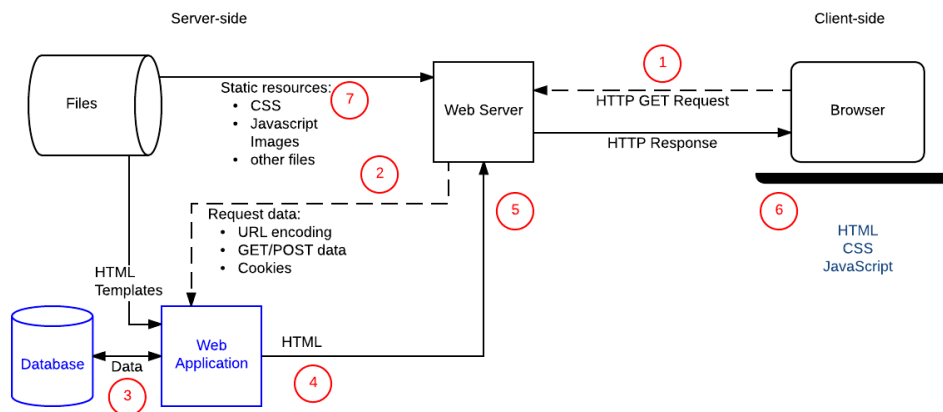 Server-side
Client-side
1
Files
7
Static resources:
• CSS
• Javascript
Images
• other files
Web Server
HTTP GET Request
HTTP Response
Browser
2
5
6
Request data:
• URL encoding
• GET/POST data
• Cookies
HTML
CSS
JavaScript
HTML
Templates
Database
Data
3
Web
Application
HTML
4